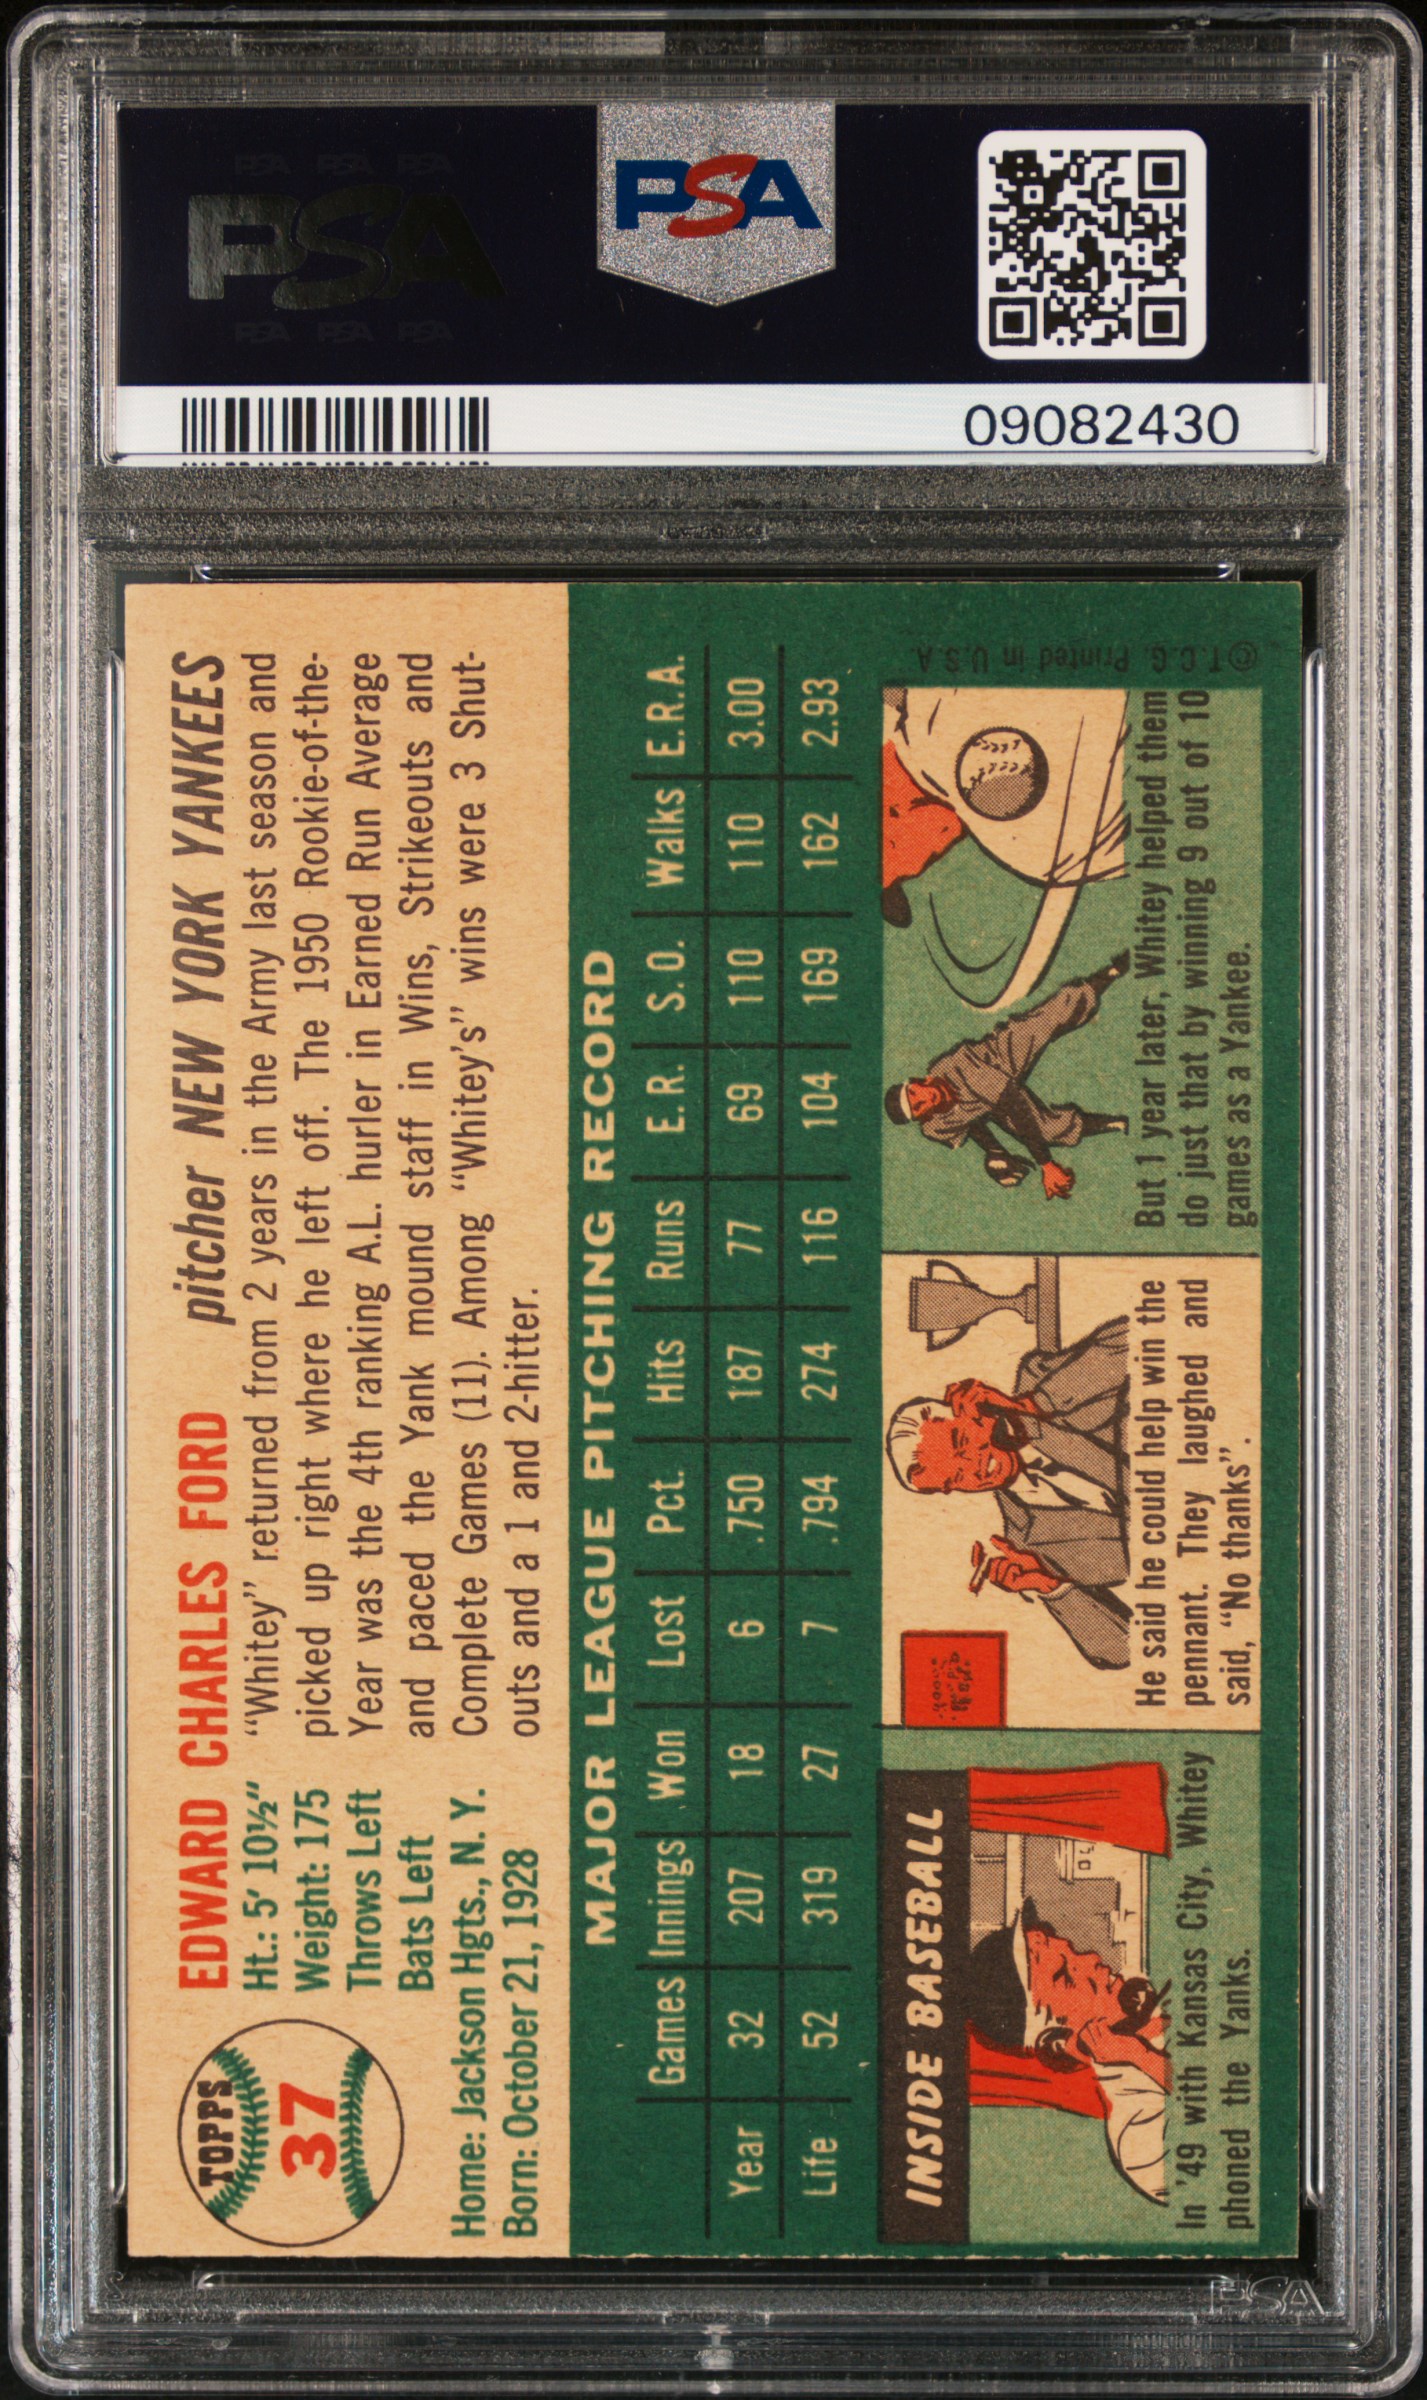 PSA PSA PSA
PSA
PSA PSA PSA
PSA
09082430
TOPPS
37
EDWARD CHARLES FORD pitcher NEW YORK YANKEES
Ht.: 5' 10½"
Weight: 175
Throws Left
Bats Left
Home: Jackson Hgts., N. Y.
Born: October 21, 1928
"Whitey" returned from 2 years in the Army last season and
picked up right where he left off. The 1950 Rookie-of-the-
Year was the 4th ranking A.L. hurler in Earned Run Average
and paced the Yank mound staff in Wins, Strikeouts and
Complete Games (11). Among "Whitey's" wins were 3 Shut-
outs and a 1 and 2-hitter.
MAJOR LEAGUE PITCHING RECORD
Games Innings Won Lost Pct. Hits Runs E. R. S. O. Walks E.R.A.
Year 32 207 18 6 .750 187 77 69 110 110 3.00
Life 52 319 27 7 .794 274 116 104 169 162 2.93
INSIDE BASEBALL
In '49 with Kansas City, Whitey
phoned the Yanks.
He said he could help win the
pennant. They laughed and
said, "No thanks".
But 1 year later, Whitey helped them
do just that by winning 9 out of 10
games as a Yankee.
© T.C.G. Printed in U.S.A
PSA